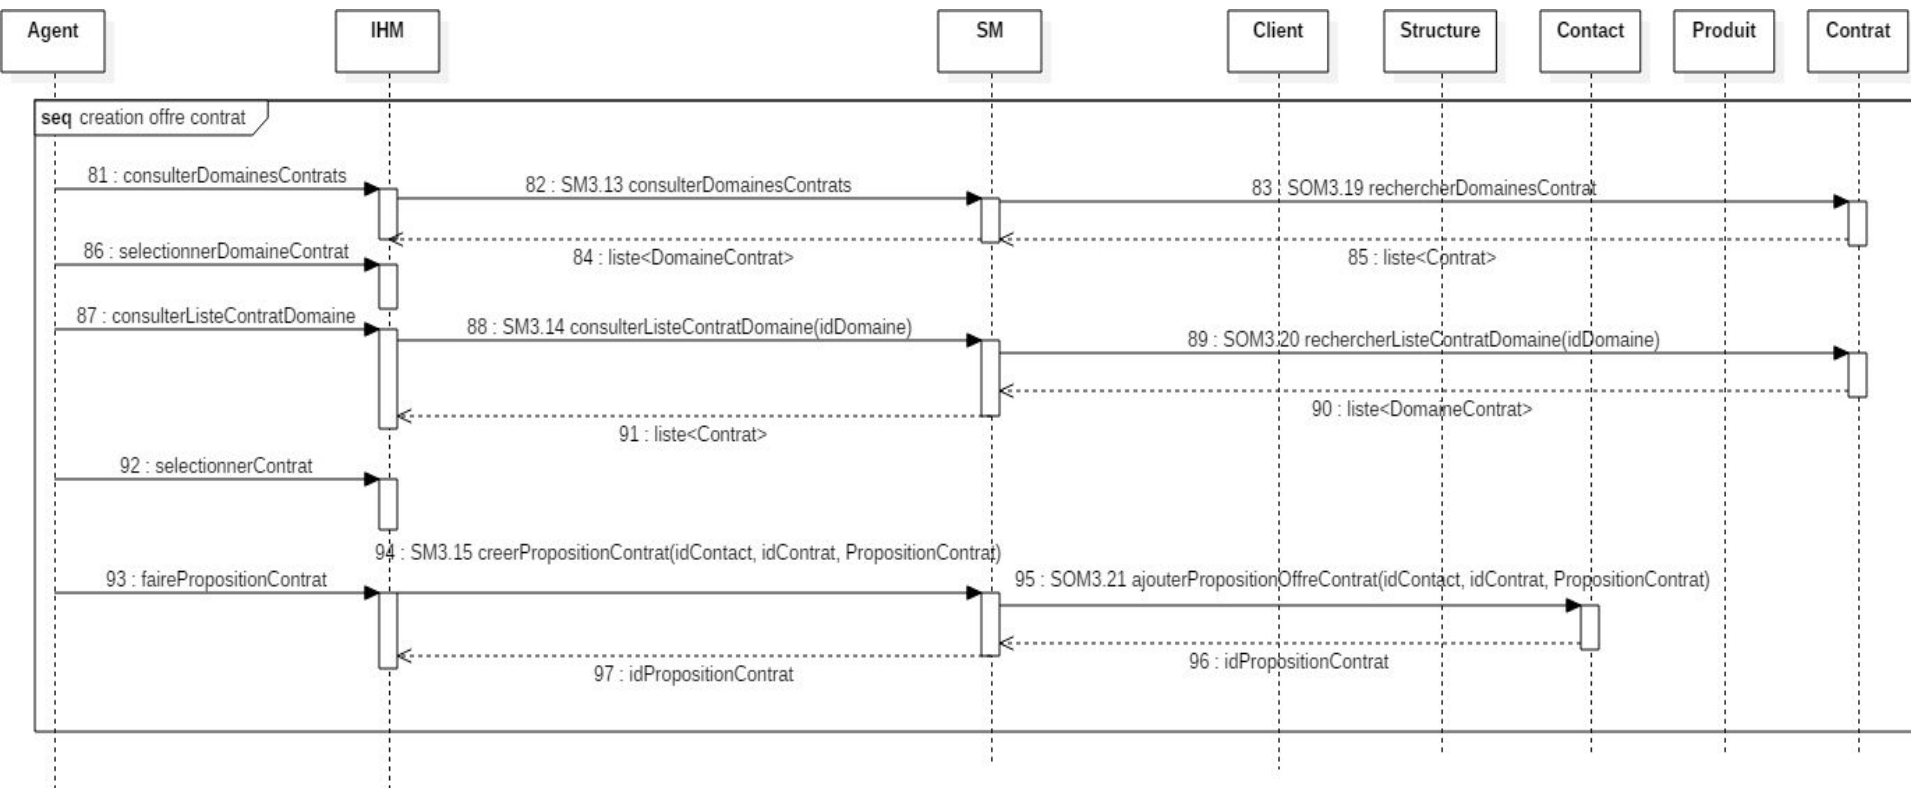 Agent
IHM
SM
Client
Structure
Contact
Produit
Contrat
seq creation offre contrat
81 : consulterDomainesContrats
82 : SM3.13 consulterDomainesContrats
83 : SOM3.19 rechercherDomainesContrat
84 : liste<DomaineContrat>
85 : liste<Contrat>
86 : selectionnerDomaineContrat
87 : consulterListeContratDomaine
88 : SM3.14 consulterListeContratDomaine(idDomaine)
89 : SOM3.20 rechercherListeContratDomaine(idDomaine)
90 : liste<DomaineContrat>
91 : liste<Contrat>
92 : selectionnerContrat
94 : SM3.15 creerPropositionContrat(idContact, idContrat, PropositionContrat)
93 : fairePropositionContrat
95 : SOM3.21 ajouterPropositionOffreContrat(idContact, idContrat, PropositionContrat)
96 : idPropositionContrat
97 : idPropositionContrat